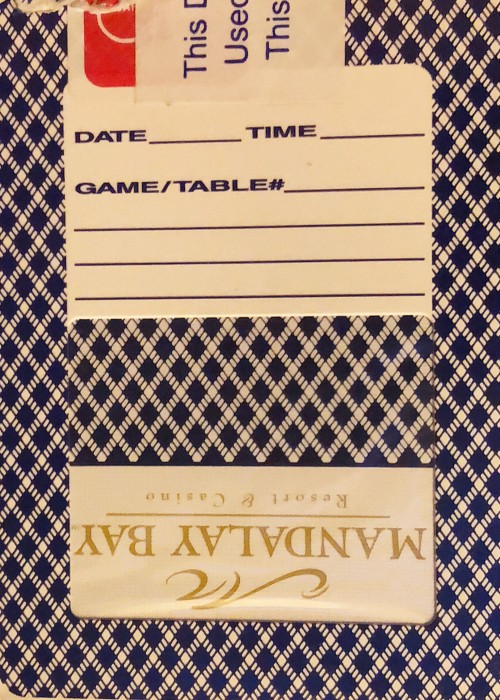 This D
Used
This
DATE
TIME
GAME/TABLE#
MANDALAY BAY
Resort & Casino